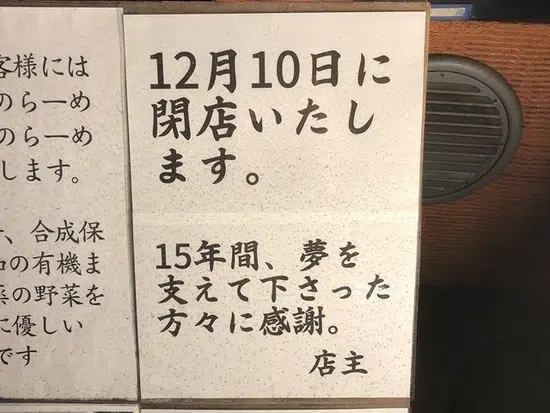 客様には
のらーめ
のらーめ
します。
、合成保
の有機ま
の野菜を
に優しい
です
12月10日に
閉店いたし
ます。
15年間、夢を
支えて下さった
方々に感謝。
店主